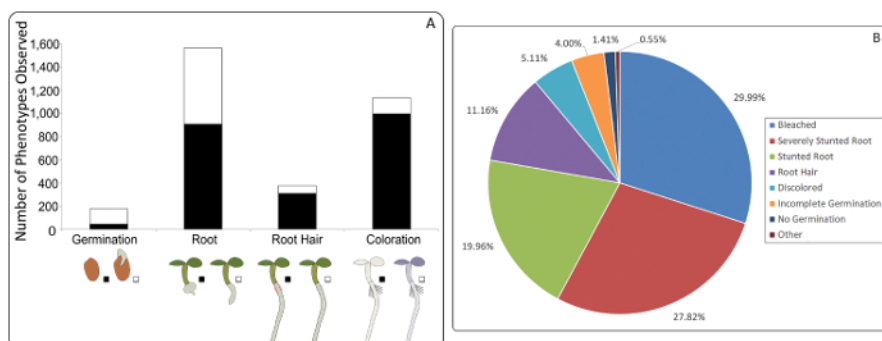 A
Number of Phenotypes Observed
1,600
1,400
1,200
1,000
800
600
400
200
0
Germination
Root
Root Hair
Coloration
B
0.55%
1.41%
4.00%
5.11%
11.16%
29.99%
19.96%
27.82%
Bleached
Severely Stunted Root
Stunted Root
Root Hair
Discolored
Incomplete Germination
No Germination
Other